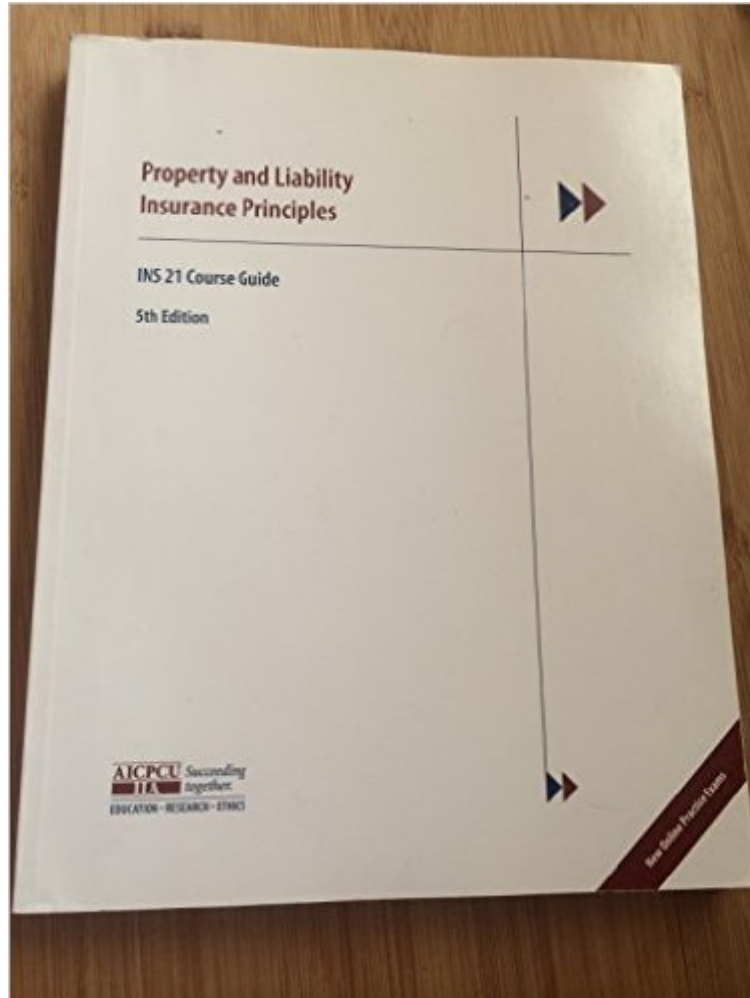 Property and Liability
Insurance Principles
INS 21 Course Guide
5th Edition
AICPCU Succeeding
IIA together.
EDUCATION • RESEARCH • ETHICS
New Online Practice Exams